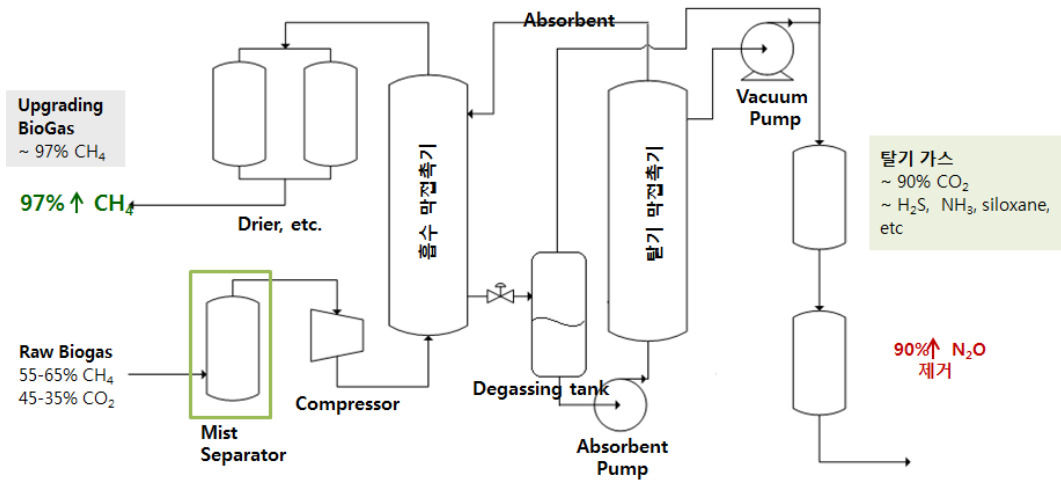 Absorbent
Upgrading
BioGas
~ 97% CH₄
97%↑ CH₄
Drier, etc.
흡수 막접촉기
탈기 막접촉기
Vacuum
Pump
탈기 가스
~ 90% CO₂
~ H₂S, NH₃, siloxane,
etc
Raw Biogas
55-65% CH₄
45-35% CO₂
Mist
Separator
Compressor
Degassing tank
Absorbent
Pump
90%↑ N₂O
제거